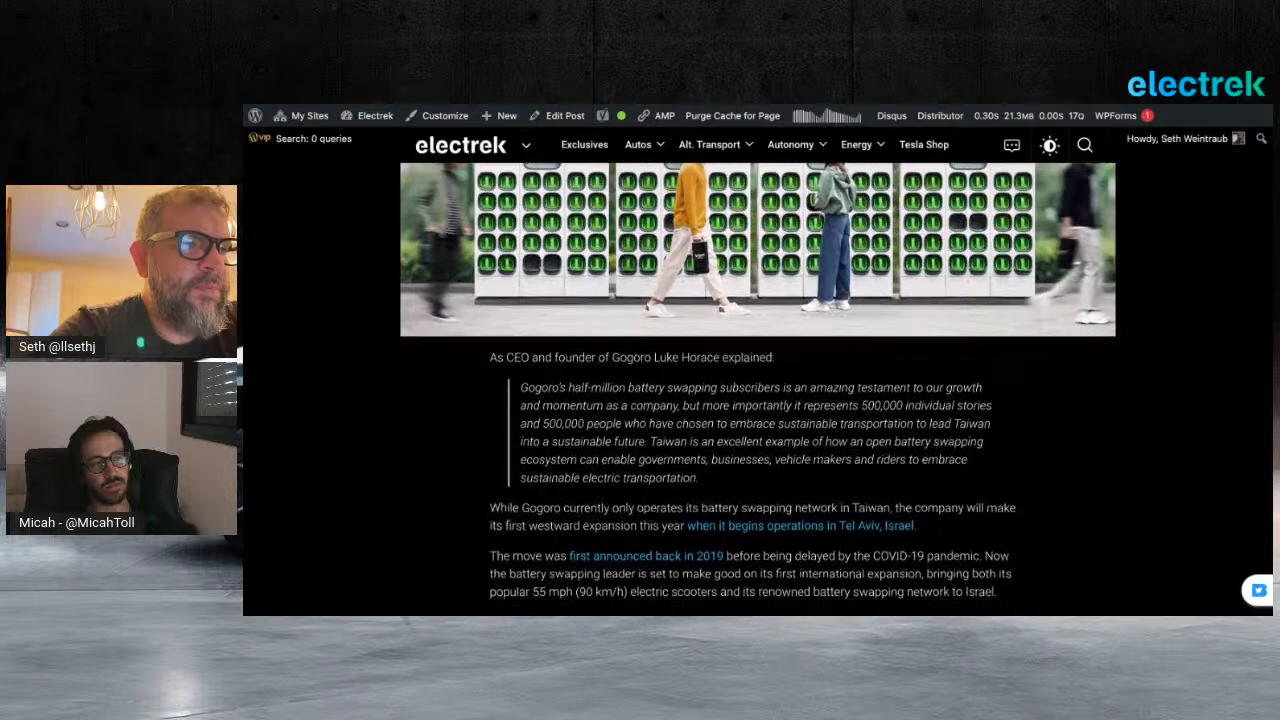 electrek
My Sites Electrek Customize New Edit Post AMP Purge Cache for Page Disqus Distributor 0.30S 21.3MB 0.00S 17Q WPForms 1
vip Search: 0 queries
electrek Exclusives Autos Alt. Transport Autonomy Energy Tesla Shop
Howdy, Seth Weintraub
Seth @llsethj
Micah - @MicahToll
As CEO and founder of Gogoro Luke Horace explained:
Gogoro's half-million battery swapping subscribers is an amazing testament to our growth
and momentum as a company, but more importantly it represents 500,000 individual stories
and 500,000 people who have chosen to embrace sustainable transportation to lead Taiwan
into a sustainable future. Taiwan is an excellent example of how an open battery swapping
ecosystem can enable governments, businesses, vehicle makers and riders to embrace
sustainable electric transportation.
While Gogoro currently only operates its battery swapping network in Taiwan, the company will make
its first westward expansion this year when it begins operations in Tel Aviv, Israel.
The move was first announced back in 2019 before being delayed by the COVID-19 pandemic. Now
the battery swapping leader is set to make good on its first international expansion, bringing both its
popular 55 mph (90 km/h) electric scooters and its renowned battery swapping network to Israel.